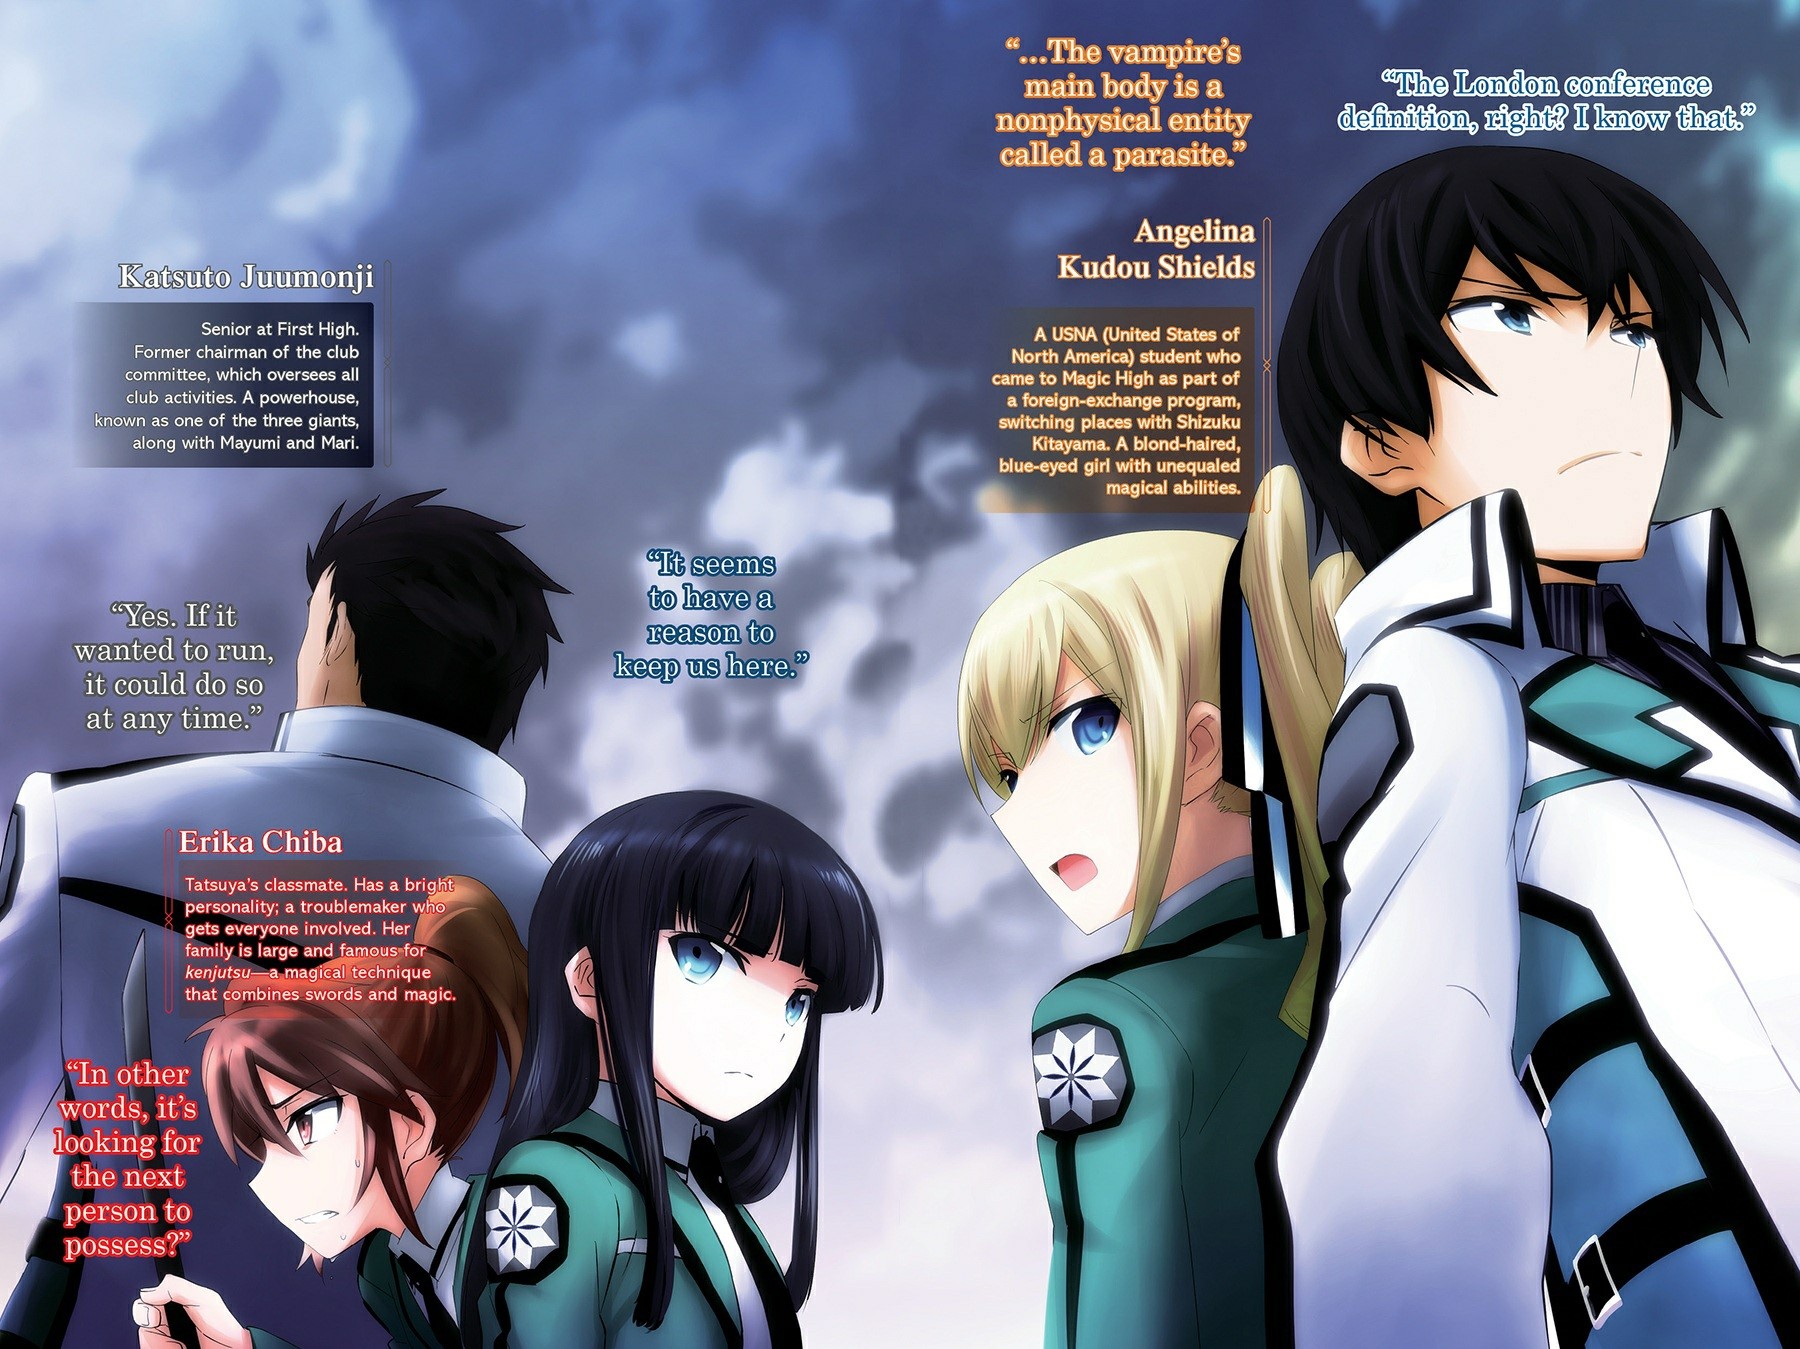 “...The vampire’s
main body is a
nonphysical entity
called a parasite.”
“The London conference
definition, right? I know that.”
Angelina
Kudou Shields
A USNA (United States of
North America) student who
came to Magic High as part of
a foreign-exchange program,
switching places with Shizuku
Kitayama. A blond-haired,
blue-eyed girl with unequaled
magical abilities.
Katsuto Juumonji
Senior at First High.
Former chairman of the club
committee, which oversees all
club activities. A powerhouse,
known as one of the three giants,
along with Mayumi and Mari.
“It seems
to have a
reason to
keep us here.”
“Yes. If it
wanted to run,
it could do so
at any time.”
Erika Chiba
Tatsuya’s classmate. Has a bright
personality; a troublemaker who
gets everyone involved. Her
family is large and famous for
kenjutsu—a magical technique
that combines swords and magic.
“In other
words, it’s
looking for
the next
person to
possess?”